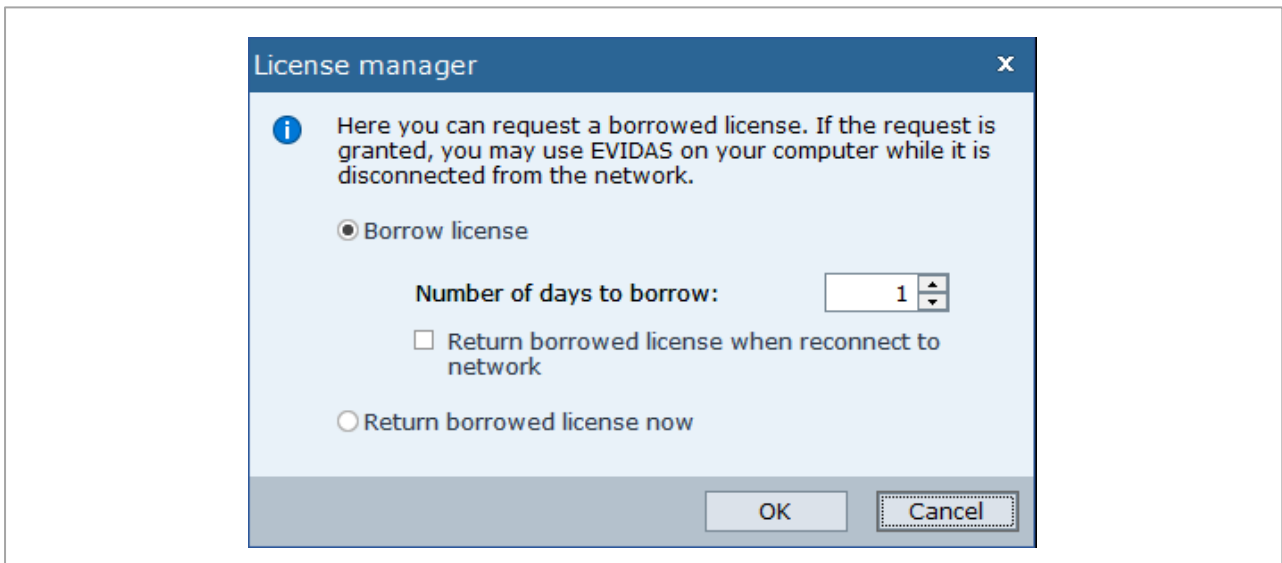 License manager
x
Here you can request a borrowed license. If the request is
granted, you may use EVIDAS on your computer while it is
disconnected from the network.
Borrow license
Number of days to borrow: 1
Return borrowed license when reconnect to
network
Return borrowed license now
OK Cancel